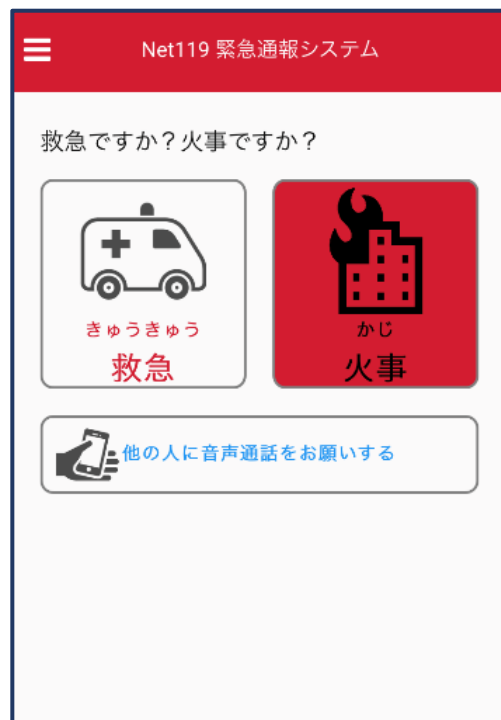 Net119 緊急通報システム
救急ですか？火事ですか？
きゅうきゅう
救急
かじ
火事
他の人に音声通話をお願いする